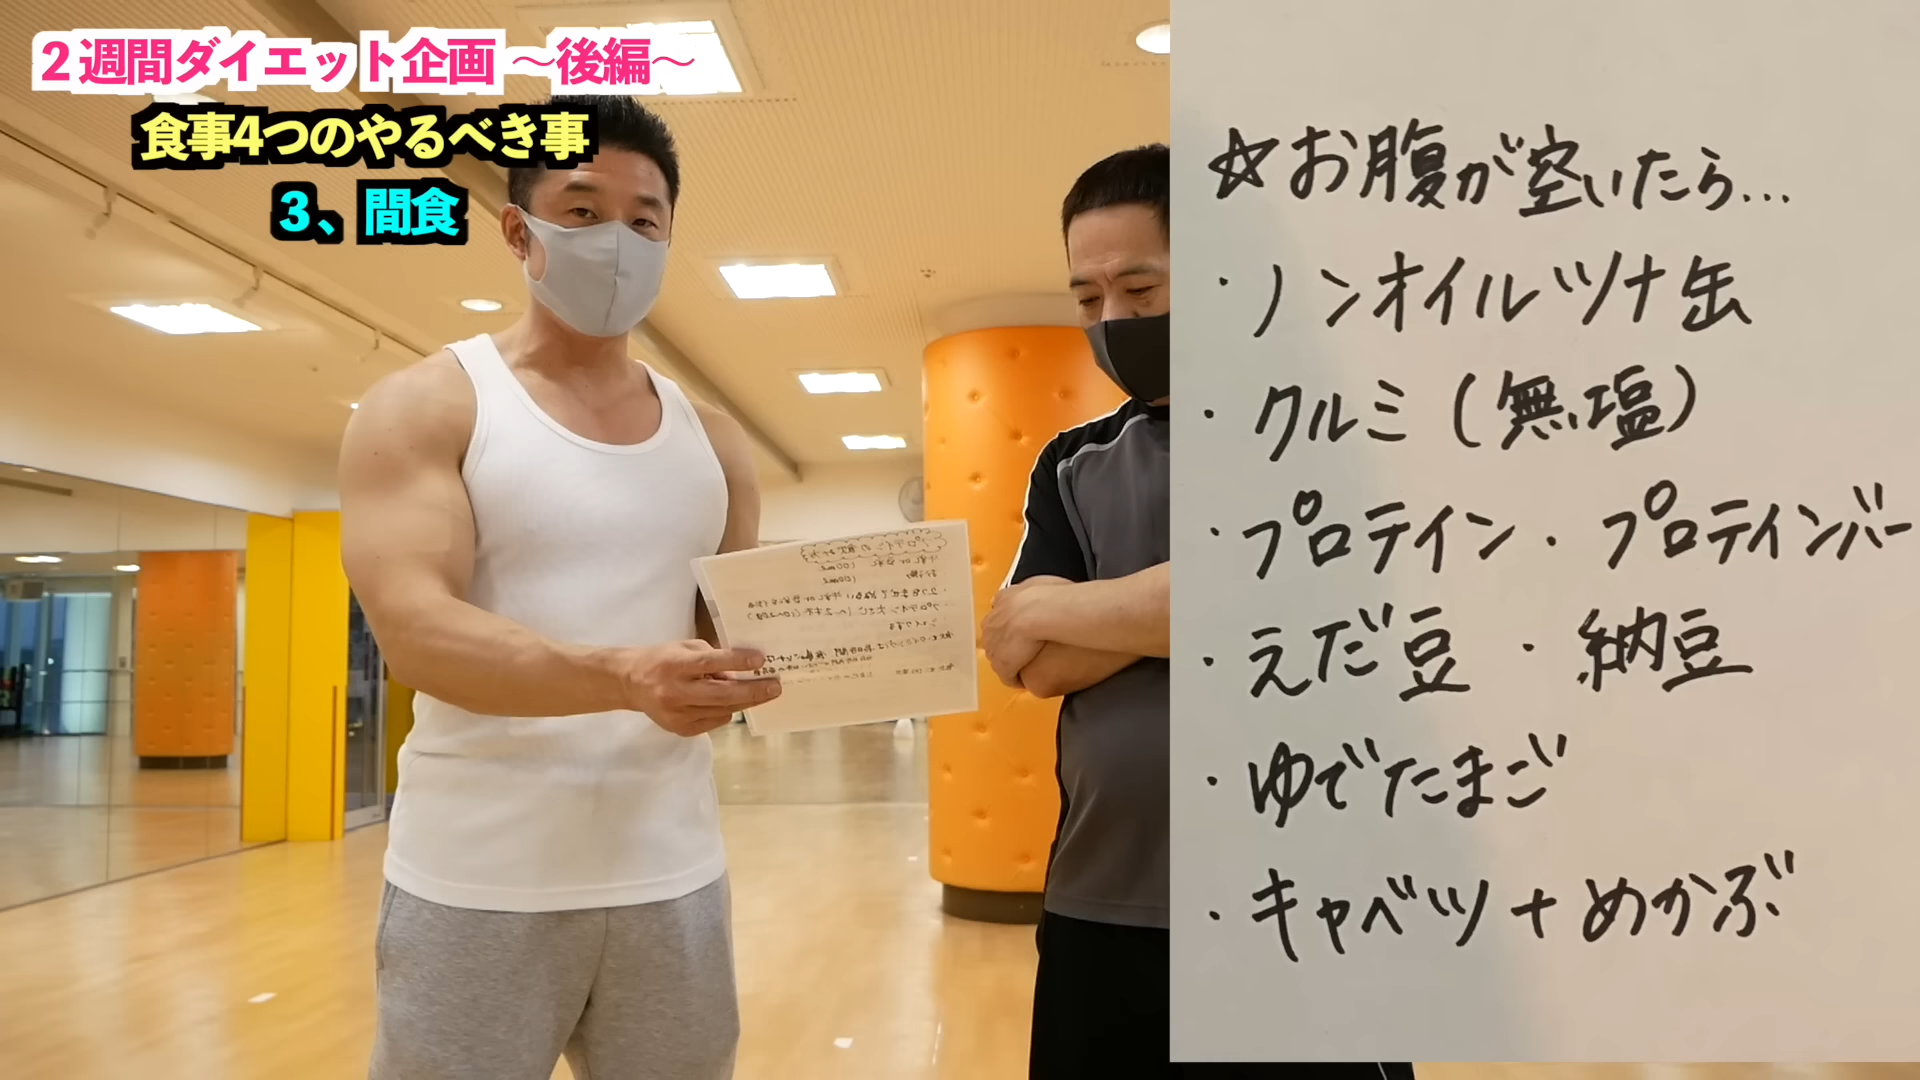 ２週間ダイエット企画 ～後編～
食事4つのやるべき事
３、間食
☆お腹が空いたら...
・ノンオイルツナ缶
・クルミ(無塩)
・プロテイン・プロテインバー
・えだ豆・納豆
・ゆでたまご
・キャベツ+めかぶ